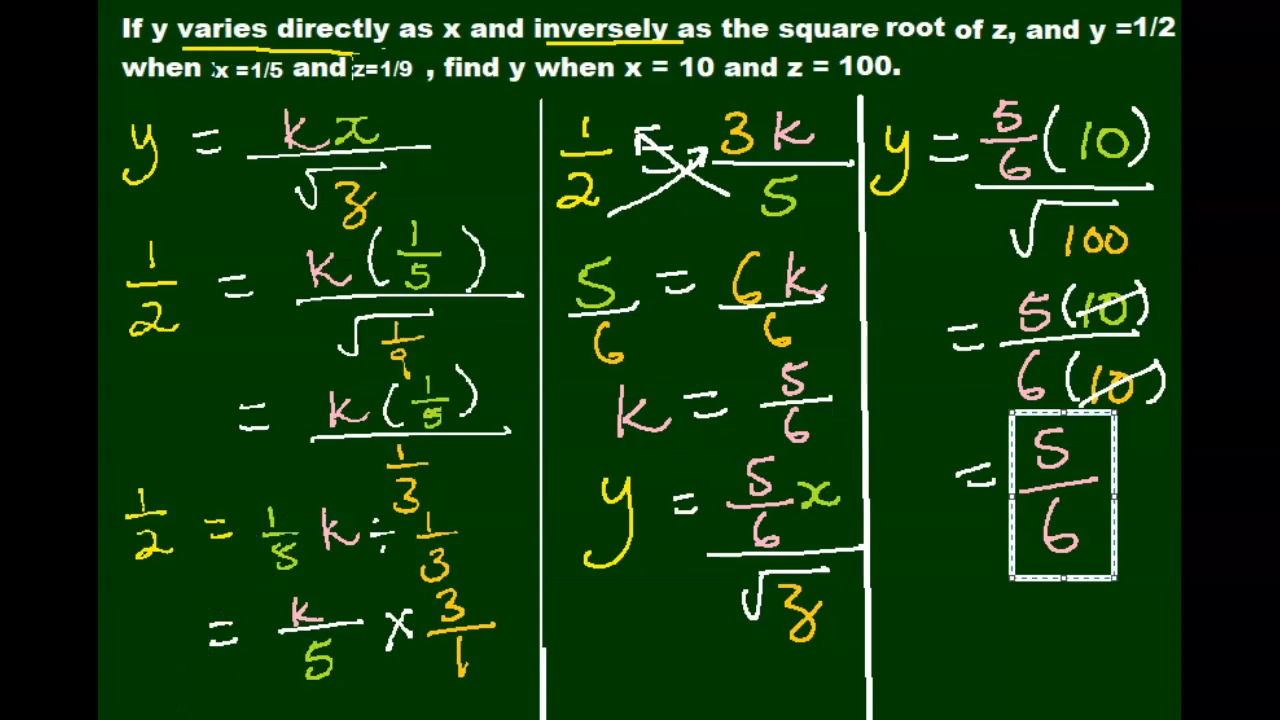 If y varies directly as x and inversely as the square root of z, and y =1/2
when x =1/5 and z=1/9 , find y when x = 10 and z = 100.
y = kx/√z
1/2 = k(1/5)/√(1/9)
= k(1/5)/(1/3)
1/2 = 1/5 k ÷ 1/3
= k/5 × 3/1
1/2 = 3k/5
5/6 = 6k/6
k = 5/6
y = 5/6 x/√z
y = 5/6 (10)/√100
= 5(10)/6(10)
= 5/6